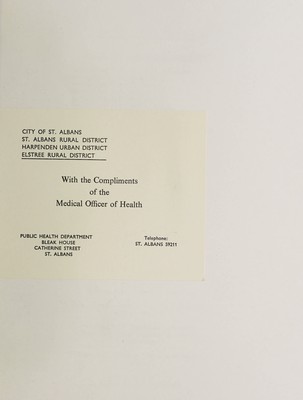 CITY OF ST. ALBANS
ST. ALBANS RURAL DISTRICT
HARPENDEN URBAN DISTRICT
ELSTREE RURAL DISTRICT
With the Compliments
of the
Medical Officer of Health
PUBLIC HEALTH DEPARTMENT
BLEAK HOUSE
CATHERINE STREET
ST. ALBANS
Telephone:
ST. ALBANS 59211